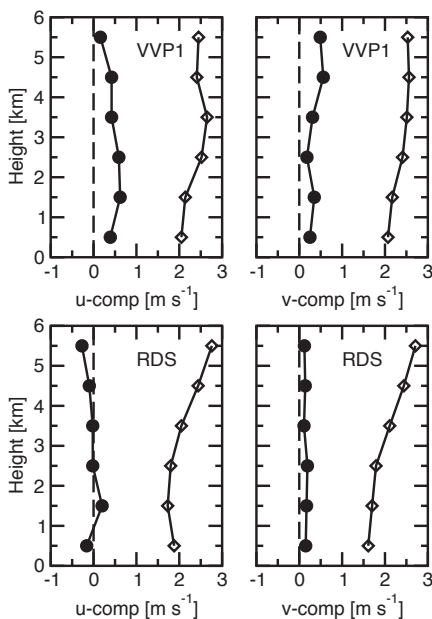 6
5
4
3
2
1
0
Height [km]
VVP1
-1 0 1 2 3
u-comp [m s⁻¹]
VVP1
-1 0 1 2 3
v-comp [m s⁻¹]
6
5
4
3
2
1
0
Height [km]
RDS
-1 0 1 2 3
u-comp [m s⁻¹]
RDS
-1 0 1 2 3
v-comp [m s⁻¹]